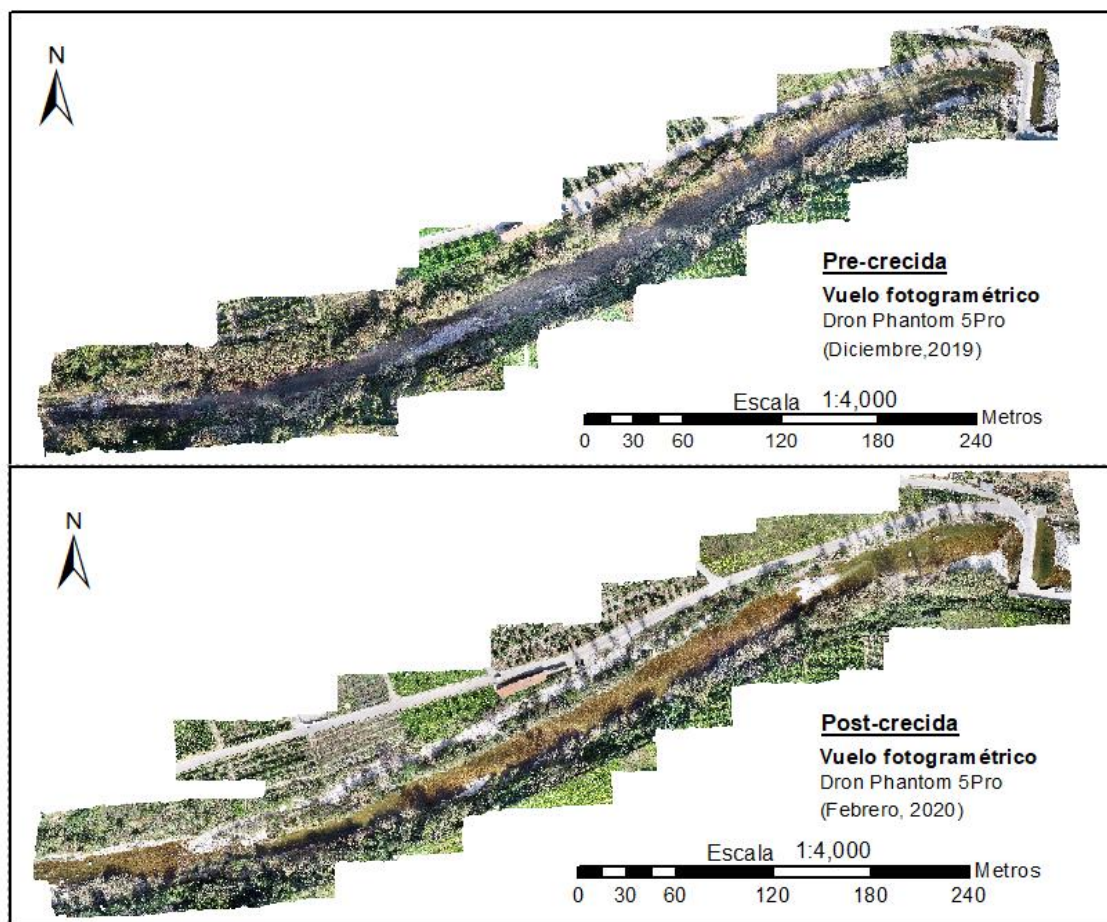 N
Pre-crecida
Vuelo fotogramétrico
Dron Phantom 5Pro
(Diciembre,2019)
Escala 1:4,000
Metros
0 30 60 120 180 240
N
Post-crecida
Vuelo fotogramétrico
Dron Phantom 5Pro
(Febrero, 2020)
Escala 1:4,000
Metros
0 30 60 120 180 240